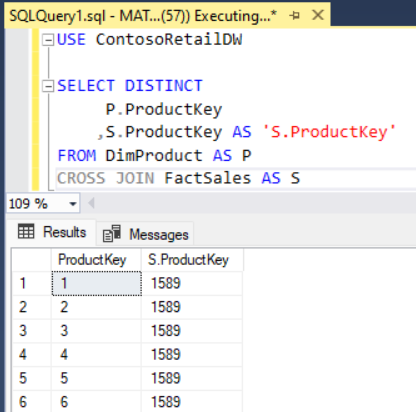 SQLQuery1.sql - MAT...(57)) Executing...*
USE ContosoRetailDW
SELECT DISTINCT
P.ProductKey
,S.ProductKey AS 'S.ProductKey'
FROM DimProduct AS P
CROSS JOIN FactSales AS S
109 %
Results Messages
ProductKey S.ProductKey
1 1 1589
2 2 1589
3 3 1589
4 4 1589
5 5 1589
6 6 1589